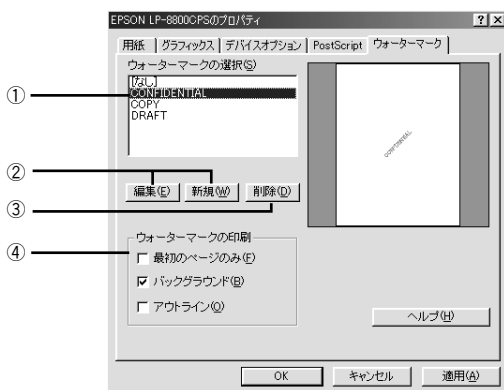 EPSON LP-8800CPSのプロパティ
用紙 グラフィックス デバイスオプション PostScript ウォーターマーク
ウォーターマークの選択(S)
① [なし]
CONFIDENTIAL
COPY
DRAFT
CONFIDENTIAL
② 編集(E) 新規(W) 削除(D)
③
ウォーターマークの印刷
④ 最初のページのみ(F)
バックグラウンド(B)
アウトライン(O)
ヘルプ(H)
OK キャンセル 適用(A)